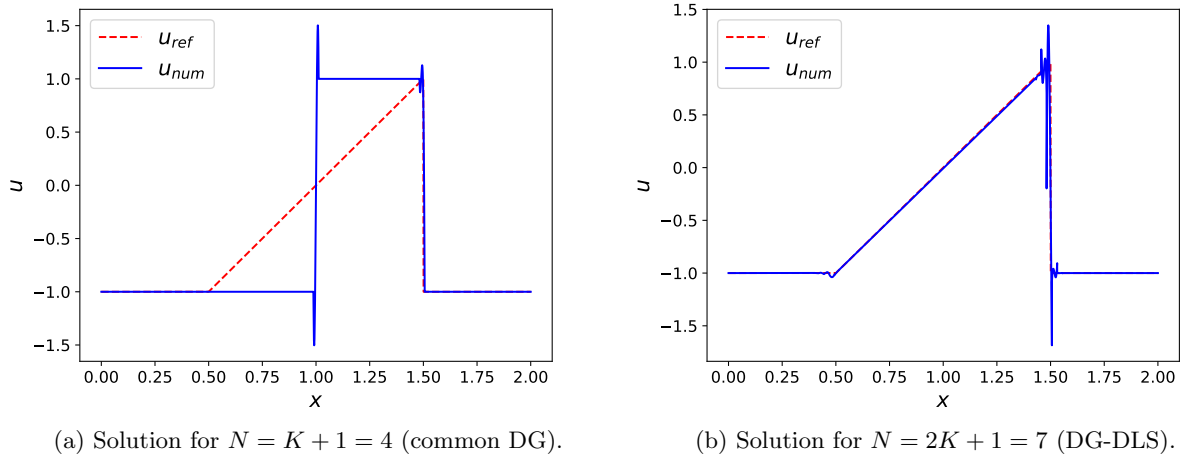 1.5
1.0
0.5
0.0
−0.5
−1.0
−1.5
u
u_ref
u_num
0.00 0.25 0.50 0.75 1.00 1.25 1.50 1.75 2.00
x
(a) Solution for N = K + 1 = 4 (common DG).
1.5
1.0
0.5
0.0
−0.5
−1.0
−1.5
u
u_ref
u_num
0.00 0.25 0.50 0.75 1.00 1.25 1.50 1.75 2.00
x
(b) Solution for N = 2K + 1 = 7 (DG-DLS).